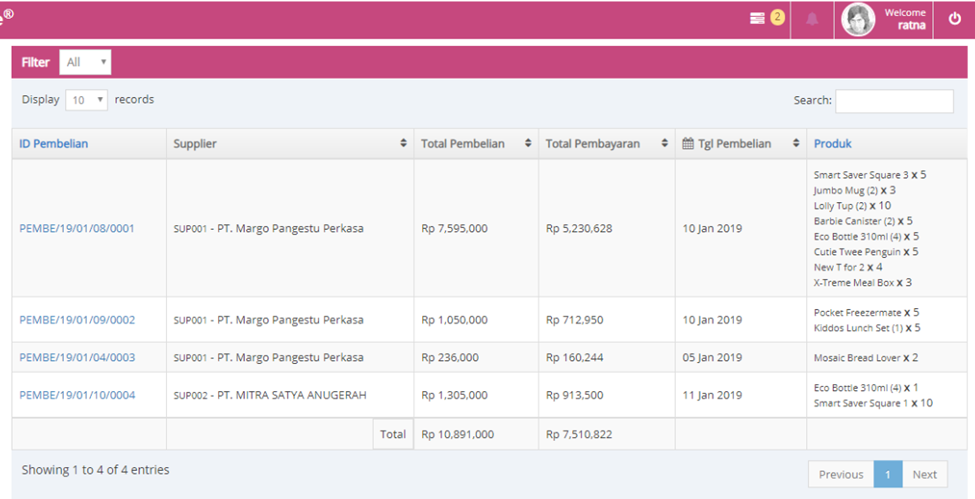 e®
2
Welcome
ratna
Filter All
Display 10 records
Search:
ID Pembelian Supplier Total Pembelian Total Pembayaran Tgl Pembelian Produk
PEMBE/19/01/08/0001 SUP001 - PT. Margo Pangestu Perkasa Rp 7,595,000 Rp 5,230,628 10 Jan 2019
Smart Saver Square 3 x 5
Jumbo Mug (2) x 3
Lolly Tup (2) x 10
Barbie Canister (2) x 5
Eco Bottle 310ml (4) x 5
Cutie Twee Penguin x 5
New T for 2 x 4
X-Treme Meal Box x 3
PEMBE/19/01/09/0002 SUP001 - PT. Margo Pangestu Perkasa Rp 1,050,000 Rp 712,950 10 Jan 2019
Pocket Freezermate x 5
Kiddos Lunch Set (1) x 5
PEMBE/19/01/04/0003 SUP001 - PT. Margo Pangestu Perkasa Rp 236,000 Rp 160,244 05 Jan 2019 Mosaic Bread Lover x 2
PEMBE/19/01/10/0004 SUP002 - PT. MITRA SATYA ANUGERAH Rp 1,305,000 Rp 913,500 11 Jan 2019
Eco Bottle 310ml (4) x 1
Smart Saver Square 1 x 10
Total Rp 10,891,000 Rp 7,510,822
Showing 1 to 4 of 4 entries
Previous 1 Next